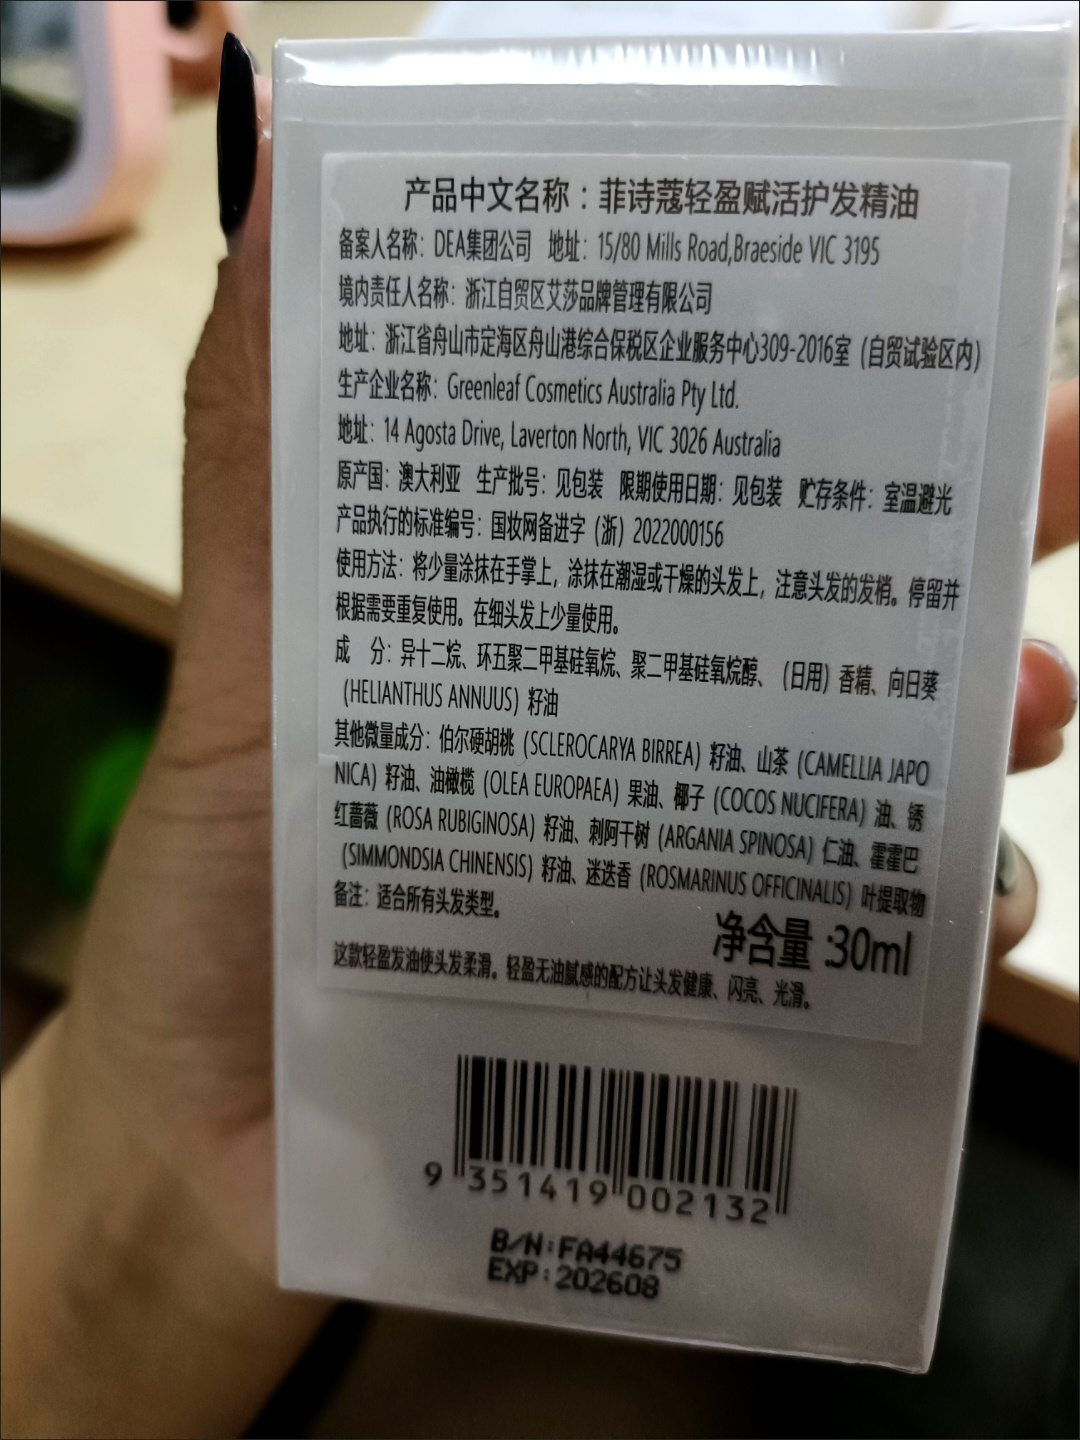 产品中文名称：菲诗蔻轻盈赋活护发精油
备案人名称：DEA集团公司 地址：15/80 Mills Road,Braeside VIC 3195
境内责任人名称：浙江自贸区艾莎品牌管理有限公司
地址：浙江省舟山市定海区舟山港综合保税区企业服务中心309-2016室（自贸试验区内）
生产企业名称：Greenleaf Cosmetics Australia Pty Ltd.
地址：14 Agosta Drive, Laverton North, VIC 3026 Australia
原产国：澳大利亚 生产批号：见包装 限期使用日期：见包装 贮存条件：室温避光
产品执行的标准编号：国妆网备进字（浙）2022000156
使用方法：将少量涂抹在手掌上，涂抹在潮湿或干燥的头发上，注意头发的发梢。停留并
根据需要重复使用。在细头发上少量使用。
成 分：异十二烷、环五聚二甲基硅氧烷、聚二甲基硅氧烷醇、（日用）香精、向日葵
（HELIANTHUS ANNUUS）籽油
其他微量成分：伯尔硬胡桃（SCLEROCARYA BIRREA）籽油、山茶（CAMELLIA JAPO
NICA）籽油、油橄榄（OLEA EUROPAEA）果油、椰子（COCOS NUCIFERA）油、锈
红蔷薇（ROSA RUBIGINOSA）籽油、刺阿干树（ARGANIA SPINOSA）仁油、霍霍巴
（SIMMONDSIA CHINENSIS）籽油、迷迭香（ROSMARINUS OFFICINALIS）叶提取物
备注：适合所有头发类型。
净含量:30ml
这款轻盈发油使头发柔滑。轻盈无油腻感的配方让头发健康、闪亮、光滑。
9 351419 002132
B/N:FA44675
EXP:202608